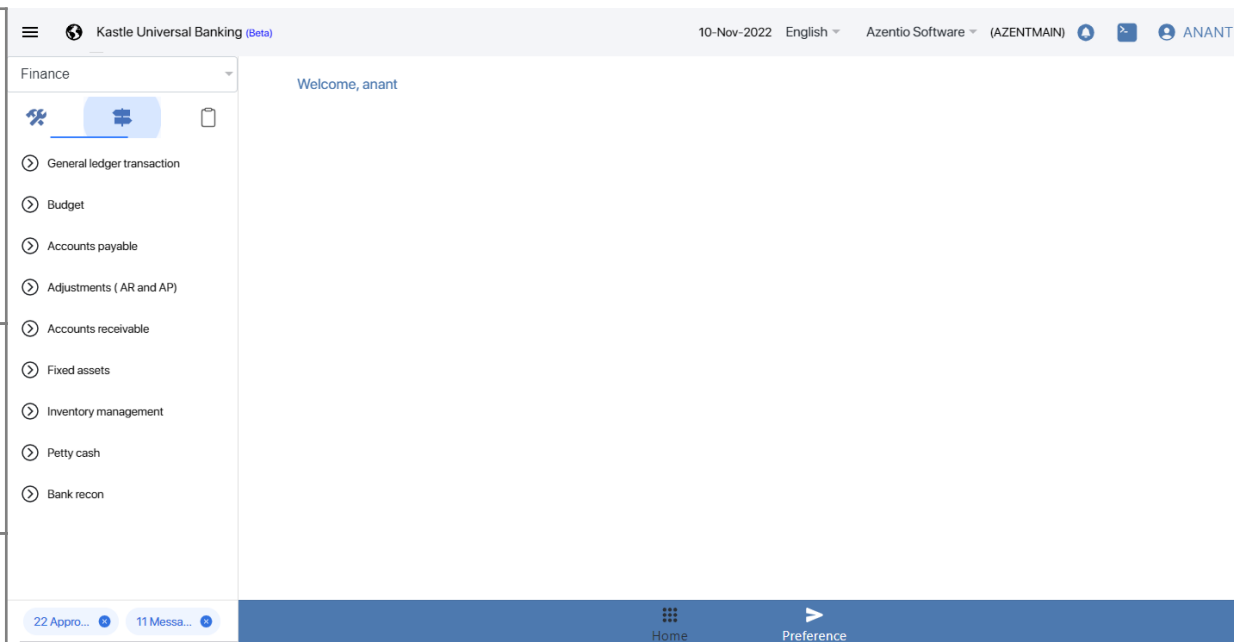 Kastle Universal Banking (Beta)
10-Nov-2022 English Azentio Software (AZENTMAIN) ANANT
Finance
Welcome, anant
General ledger transaction
Budget
Accounts payable
Adjustments ( AR and AP)
Accounts receivable
Fixed assets
Inventory management
Petty cash
Bank recon
22 Appro...
11 Messa...
Home
Preference